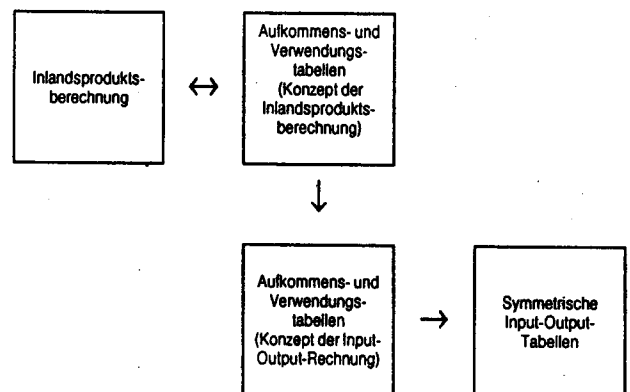 Inlandsprodukts-
berechnung
↔
Aufkommens- und
Verwendungs-
tabellen
(Konzept der
Inlandsprodukts-
berechnung)
↓
Aufkommens- und
Verwendungs-
tabellen
(Konzept der Input-
Output-Rechnung)
→
Symmetrische
Input-Output-
Tabellen